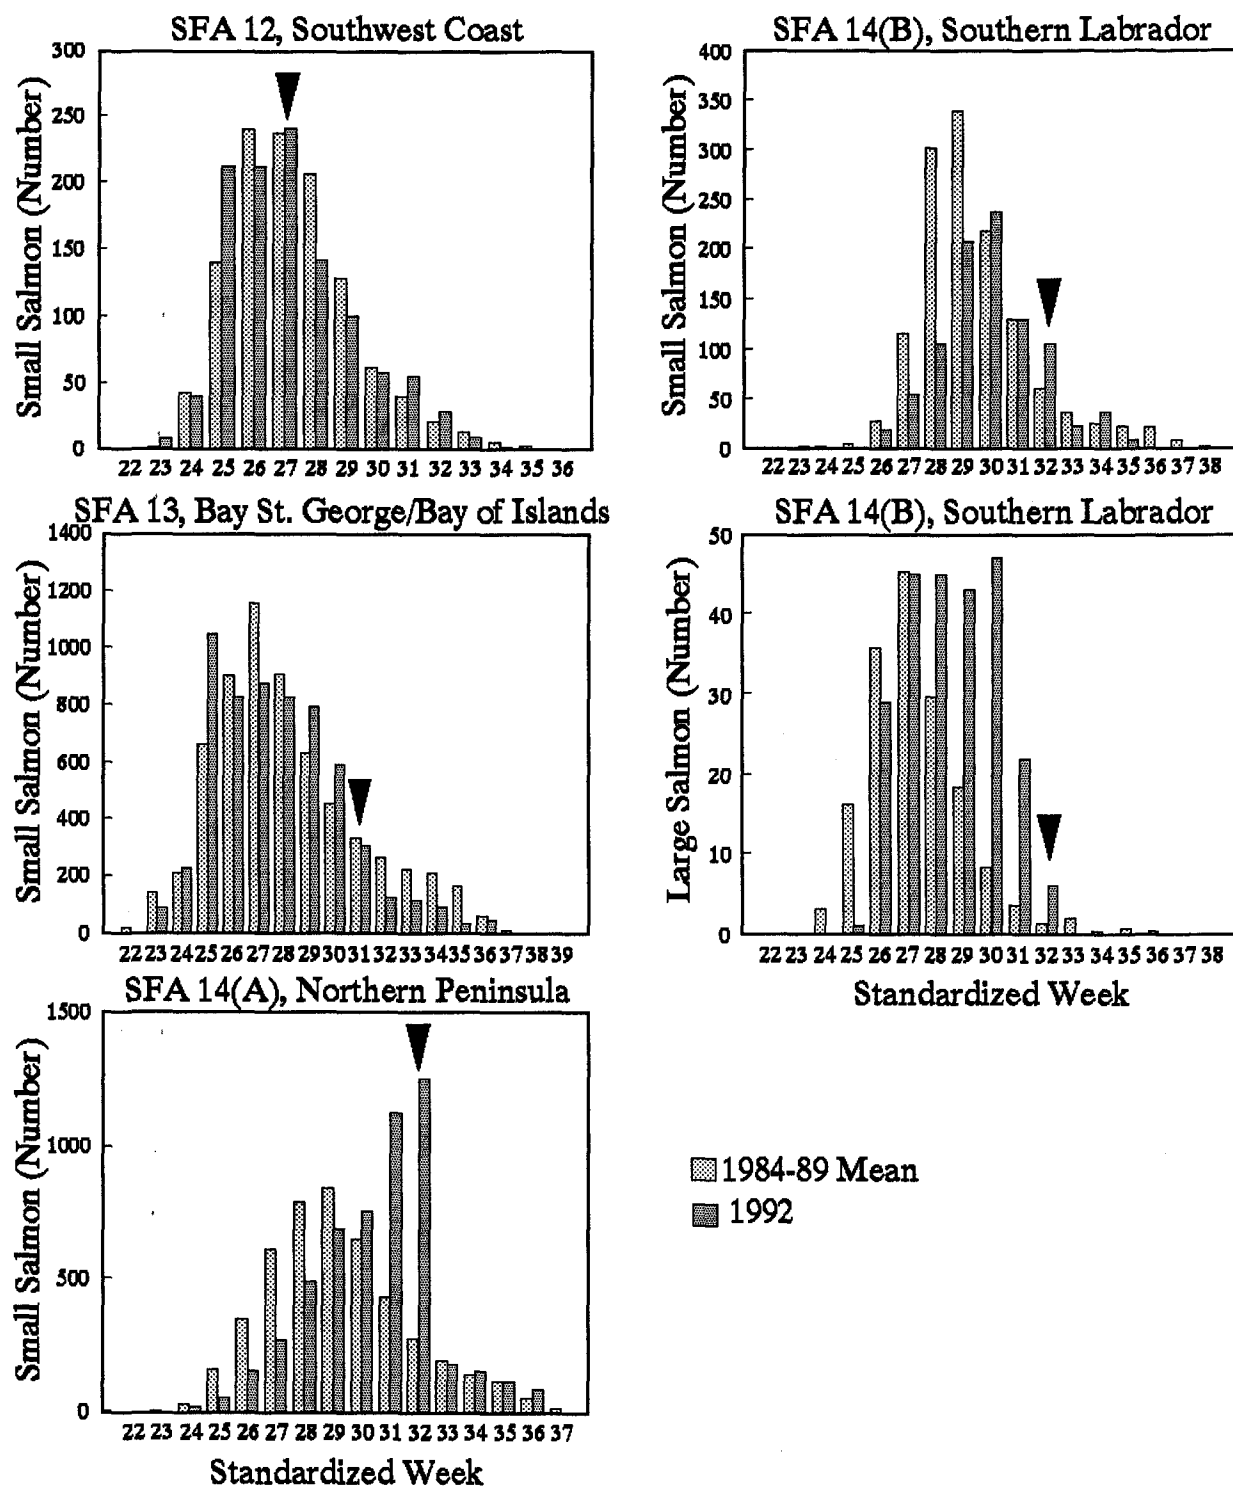 SFA 12, Southwest Coast
Small Salmon (Number)
300
250
200
150
100
50
0
22 23 24 25 26 27 28 29 30 31 32 33 34 35 36
SFA 13, Bay St. George/Bay of Islands
Small Salmon (Number)
1400
1200
1000
800
600
400
200
0
22 23 24 25 26 27 28 29 30 31 32 33 34 35 36 37 38 39
SFA 14(A), Northern Peninsula
Small Salmon (Number)
1500
1000
500
0
22 23 24 25 26 27 28 29 30 31 32 33 34 35 36 37
Standardized Week
SFA 14(B), Southern Labrador
Small Salmon (Number)
400
350
300
250
200
150
100
50
0
22 23 24 25 26 27 28 29 30 31 32 33 34 35 36 37 38
SFA 14(B), Southern Labrador
Large Salmon (Number)
50
40
30
20
10
0
22 23 24 25 26 27 28 29 30 31 32 33 34 35 36 37 38
Standardized Week
1984-89 Mean
1992